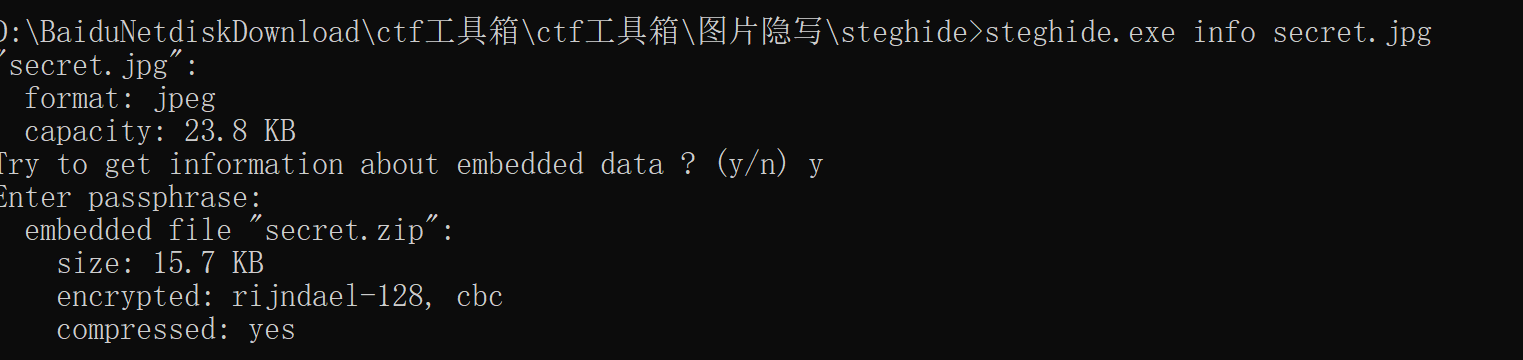 D:\BaiduNetdiskDownload\ctf工具箱\ctf工具箱\图片隐写\steghide>steghide.exe info secret.jpg
"secret.jpg":
  format: jpeg
  capacity: 23.8 KB
Try to get information about embedded data ? (y/n) y
Enter passphrase:
  embedded file "secret.zip":
    size: 15.7 KB
    encrypted: rijndael-128, cbc
    compressed: yes